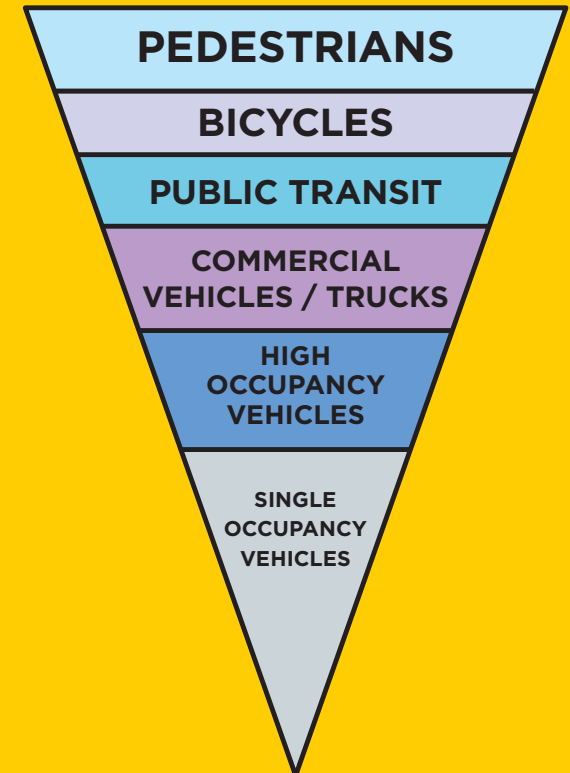 PEDESTRIANS
BICYCLES
PUBLIC TRANSIT
COMMERCIAL
VEHICLES / TRUCKS
HIGH
OCCUPANCY
VEHICLES
SINGLE
OCCUPANCY
VEHICLES